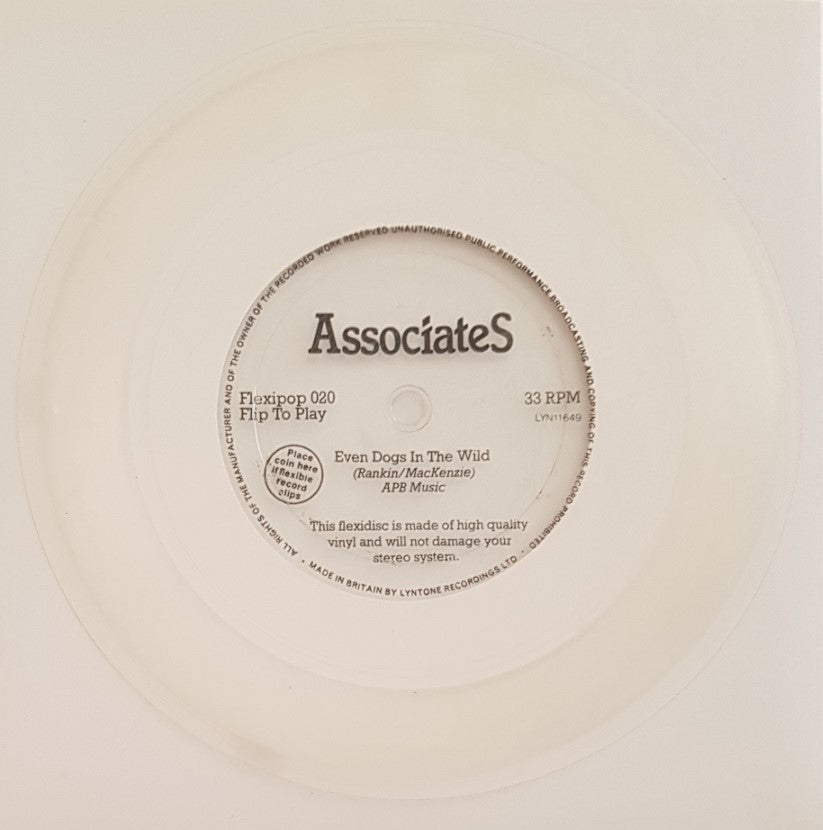 AssociateS
Flexipop 020
Flip To Play
33 RPM
LYN11649
Place
coin here
if flexible
record
slips
Even Dogs In The Wild
(Rankin/MacKenzie)
APB Music
This flexidisc is made of high quality
vinyl and will not damage your
stereo system.
ALL RIGHTS OF THE MANUFACTURER AND OF THE OWNER OF THE RECORDED WORK RESERVED UNAUTHORISED PUBLIC PERFORMANCE BROADCASTING AND COPYING OF THIS RECORD PROHIBITED · MADE IN BRITAIN BY LYNTONE RECORDINGS LTD ·